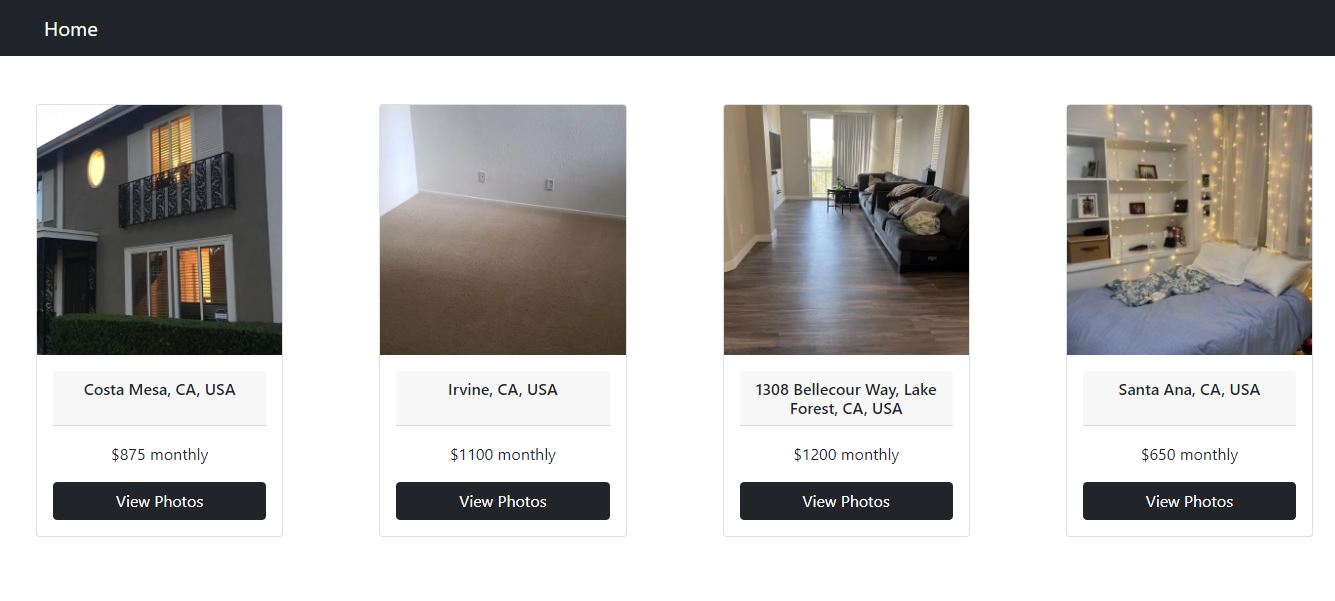 Home
Costa Mesa, CA, USA
$875 monthly
View Photos
Irvine, CA, USA
$1100 monthly
View Photos
1308 Bellecour Way, Lake
Forest, CA, USA
$1200 monthly
View Photos
Santa Ana, CA, USA
$650 monthly
View Photos